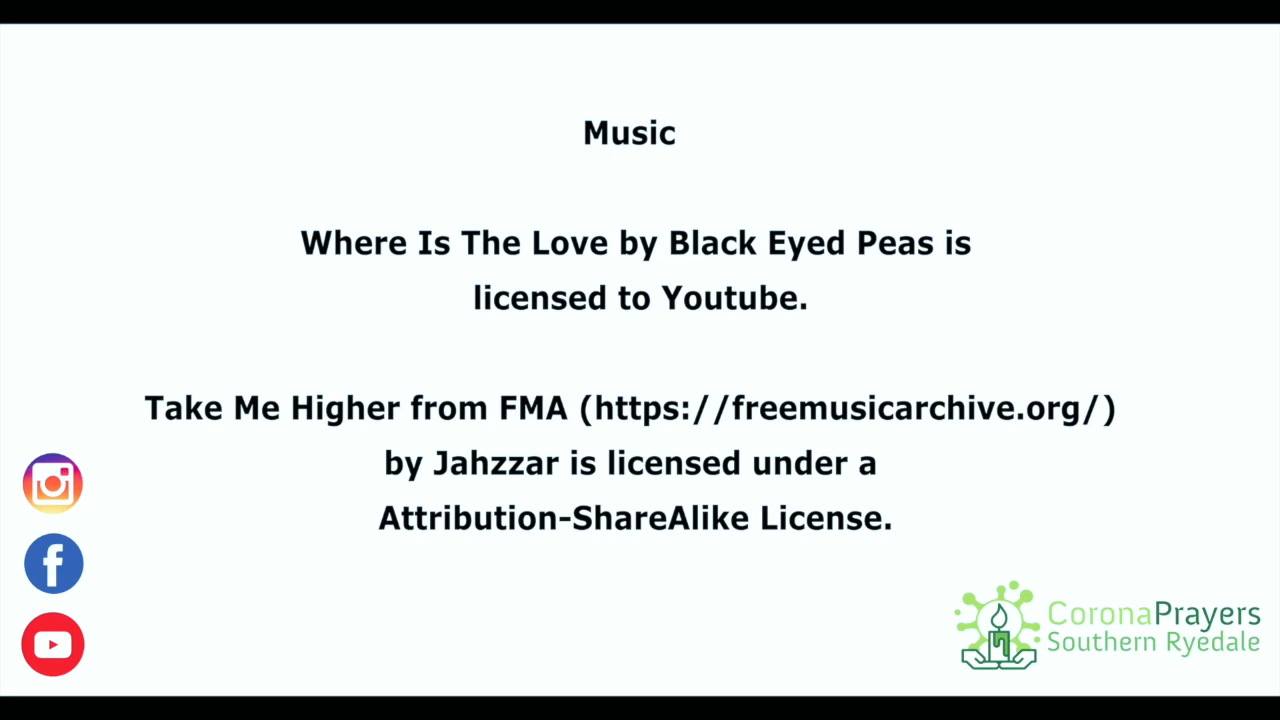 Music
Where Is The Love by Black Eyed Peas is
licensed to Youtube.
Take Me Higher from FMA (https://freemusicarchive.org/)
by Jahzzar is licensed under a
Attribution-ShareAlike License.
CoronaPrayers
Southern Ryedale